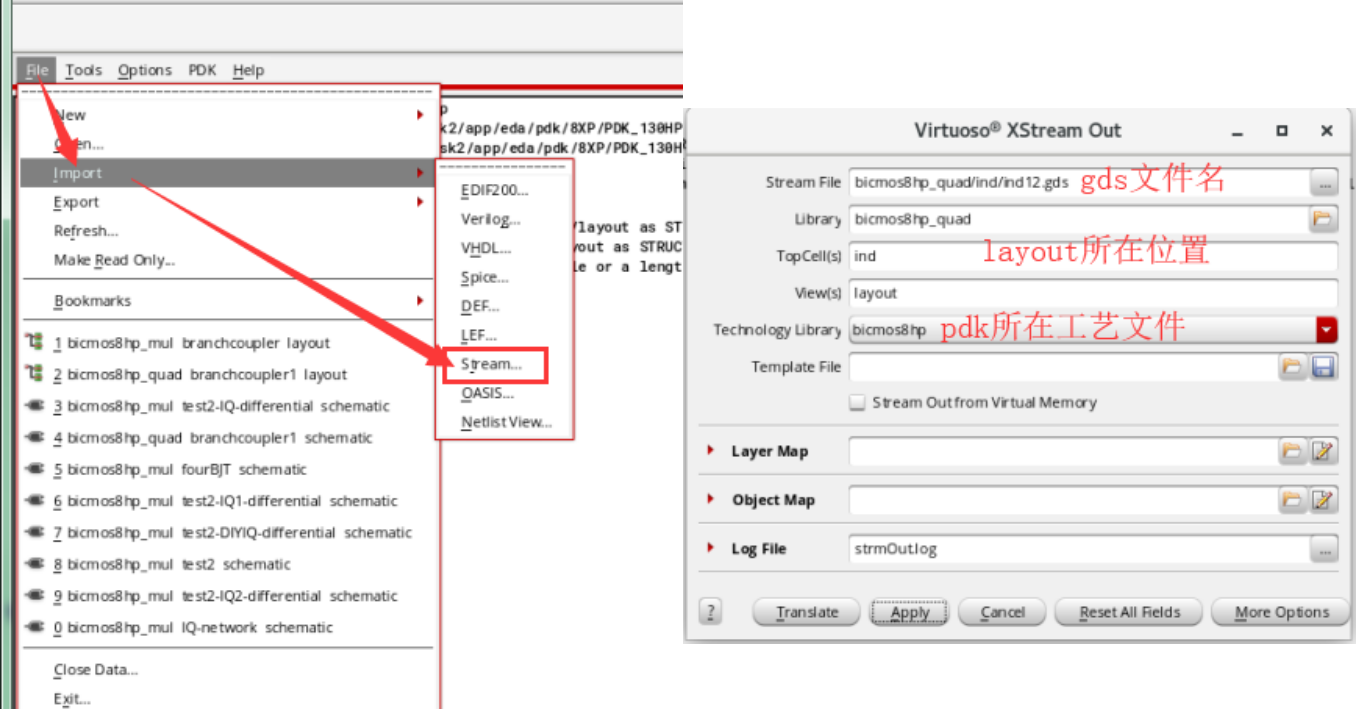 File Tools Options PDK Help
New
Open...
Import
Export
Refresh...
Make Read Only...
Bookmarks
1 bicmos8hp_mul branchcoupler layout
2 bicmos8hp_quad branchcoupler1 layout
3 bicmos8hp_mul test2-IQ-differential schematic
4 bicmos8hp_quad branchcoupler1 schematic
5 bicmos8hp_mul fourBJT schematic
6 bicmos8hp_mul test2-IQ1-differential schematic
7 bicmos8hp_mul test2-DIYIQ-differential schematic
8 bicmos8hp_mul test2 schematic
9 bicmos8hp_mul test2-IQ2-differential schematic
0 bicmos8hp_mul IQ-network schematic
Close Data...
Exit...
p
k2/app/eda/pdk/8XP/PDK_130HP
sk2/app/eda/pdk/8XP/PDK_130H
/layout as ST
yout as STRUC
le or a lengt
EDIF200...
Verilog...
VHDL...
Spice...
DEF...
LEF...
Stream...
OASIS...
Netlist View...
Virtuoso® XStream Out
Stream File bicmos8hp_quad/ind/ind12.gds gds文件名 ...
Library bicmos8hp_quad
TopCell(s) ind layout所在位置
View(s) layout
Technology Library bicmos8hp pdk所在工艺文件
Template File
Stream Out from Virtual Memory
Layer Map
Object Map
Log File strmOut.log ...
? Translate Apply Cancel Reset All Fields More Options